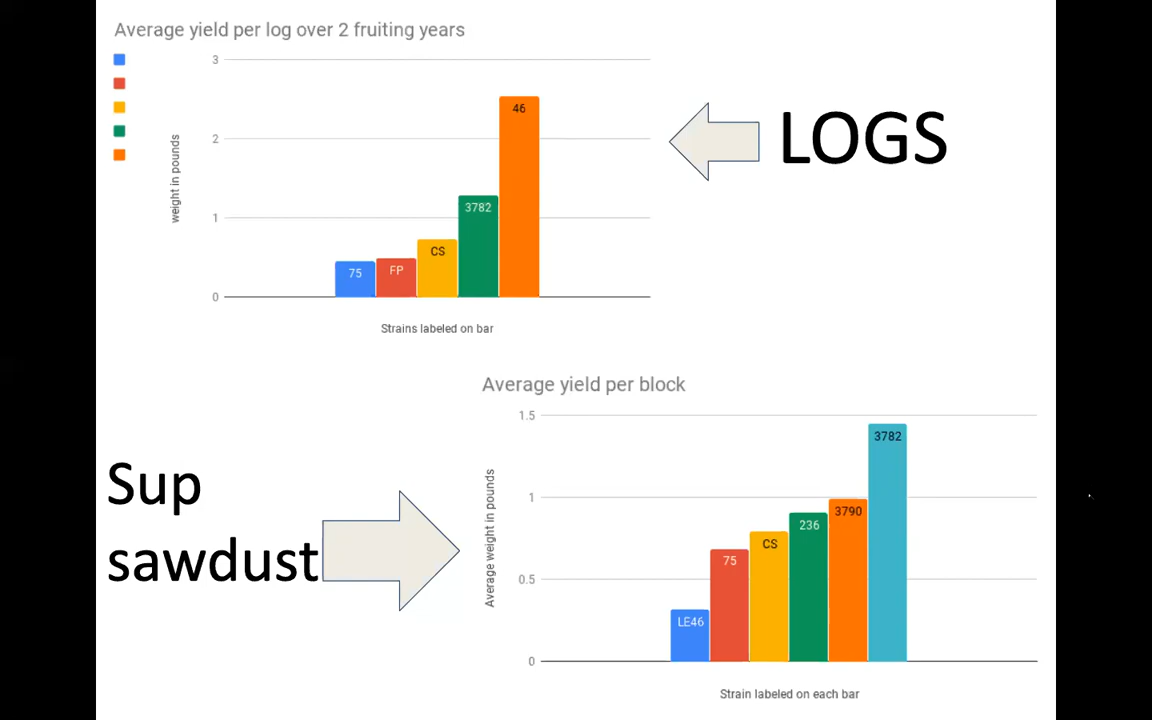 Average yield per log over 2 fruiting years
3
2
1
0
weight in pounds
75
FP
CS
3782
46
Strains labeled on bar
LOGS
Average yield per block
1.5
1
0.5
0
Average weight in pounds
LE46
75
CS
236
3790
3782
Strain labeled on each bar
Sup
sawdust